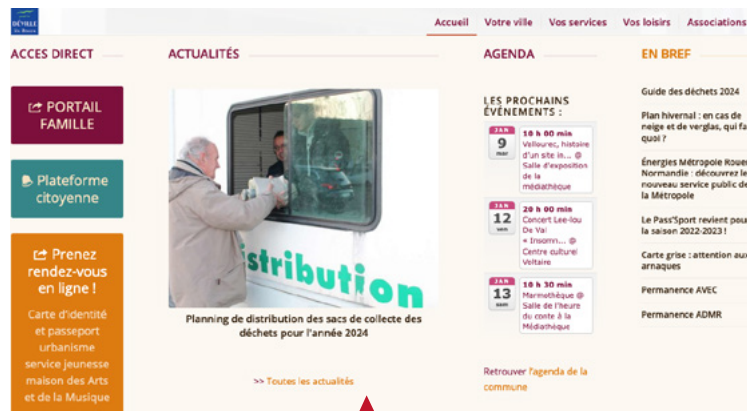 DÉVILLE
Accueil Votre ville Vos services Vos loisirs Associations
ACCES DIRECT
PORTAIL
FAMILLE
Plateforme
citoyenne
Prenez
rendez-vous
en ligne !
Carte d'identité
et passeport
urbanisme
service jeunesse
maison des Arts
et de la Musique
ACTUALITÉS
stribution
Planning de distribution des sacs de collecte des
déchets pour l'année 2024
>> Toutes les actualités
AGENDA
LES PROCHAINS
ÉVÉNEMENTS :
JAN
9
mar
10 h 00 min
Vallourec, histoire
d'un site in... @
Salle d'exposition
de la
médiathèque
JAN
12
ven
20 h 00 min
Concert Lee-lou
De Val
« Insomn... @
Centre culturel
Voltaire
JAN
13
sam
10 h 30 min
Marmothèque @
Salle de l'heure
du conte à la
Médiathèque
Retrouver l'agenda de la
commune
EN BREF
Guide des déchets 2024
Plan hivernal : en cas de
neige et de verglas, qui fa
quoi ?
Énergies Métropole Rouen
Normandie : découvrez le
nouveau service public de
la Métropole
Le Pass'Sport revient pour
la saison 2022-2023 !
Carte grise : attention aux
arnaques
Permanence AVEC
Permanence ADMR